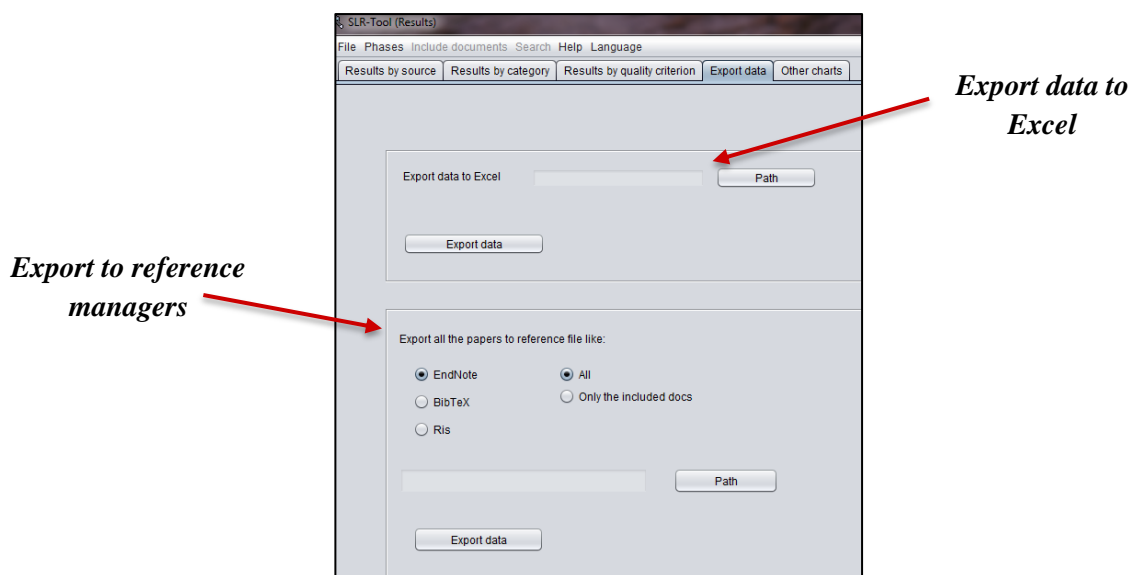 SLR-Tool (Results)
File Phases Include documents Search Help Language
Results by source Results by category Results by quality criterion Export data Other charts
Export data to
Excel
Export data to Excel Path
Export data
Export to reference
managers
Export all the papers to reference file like:
EndNote All
BibTeX Only the included docs
Ris
Path
Export data